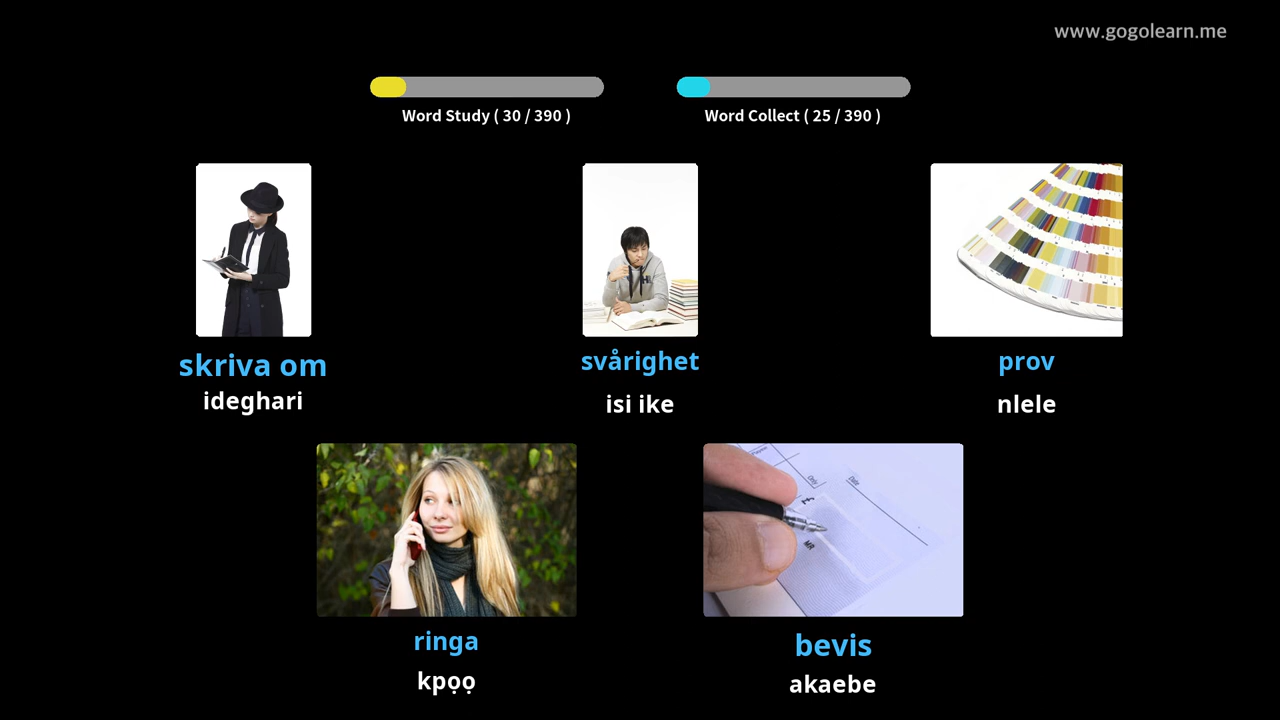 www.gogolearn.me
Word Study ( 30 / 390 )
Word Collect ( 25 / 390 )
skriva om
ideghari
svårighet
isi ike
prov
nlele
ringa
kpọọ
bevis
akaebe